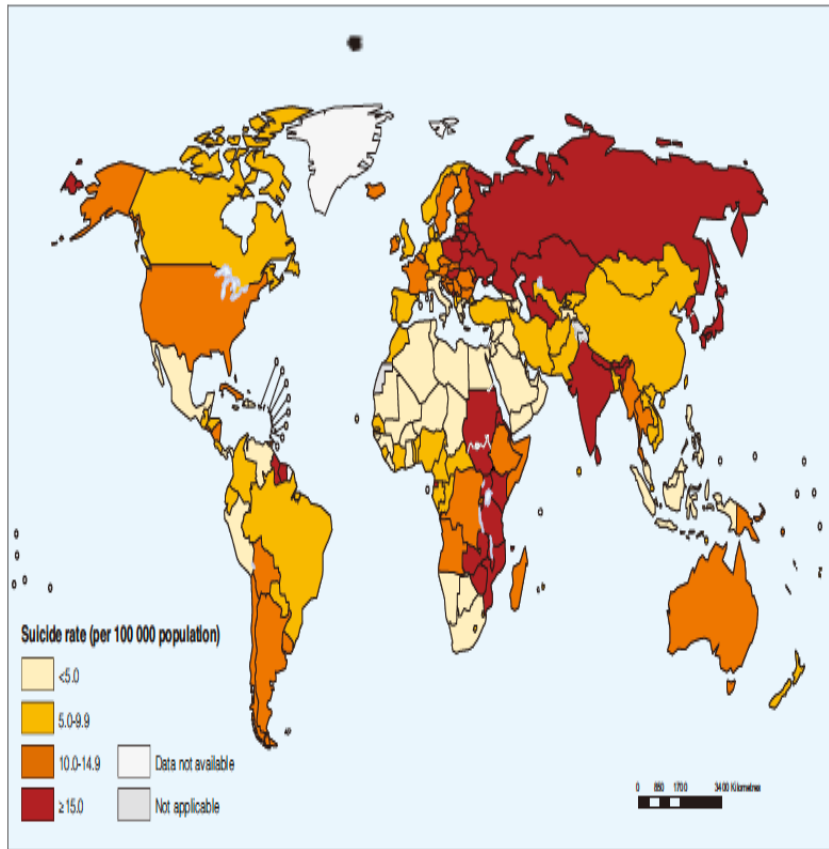 Suicide rate (per 100 000 population)
<5.0
5.0-9.9
10.0-14.9
≥15.0
Data not available
Not applicable
0 850 1700 3400 Kilometres